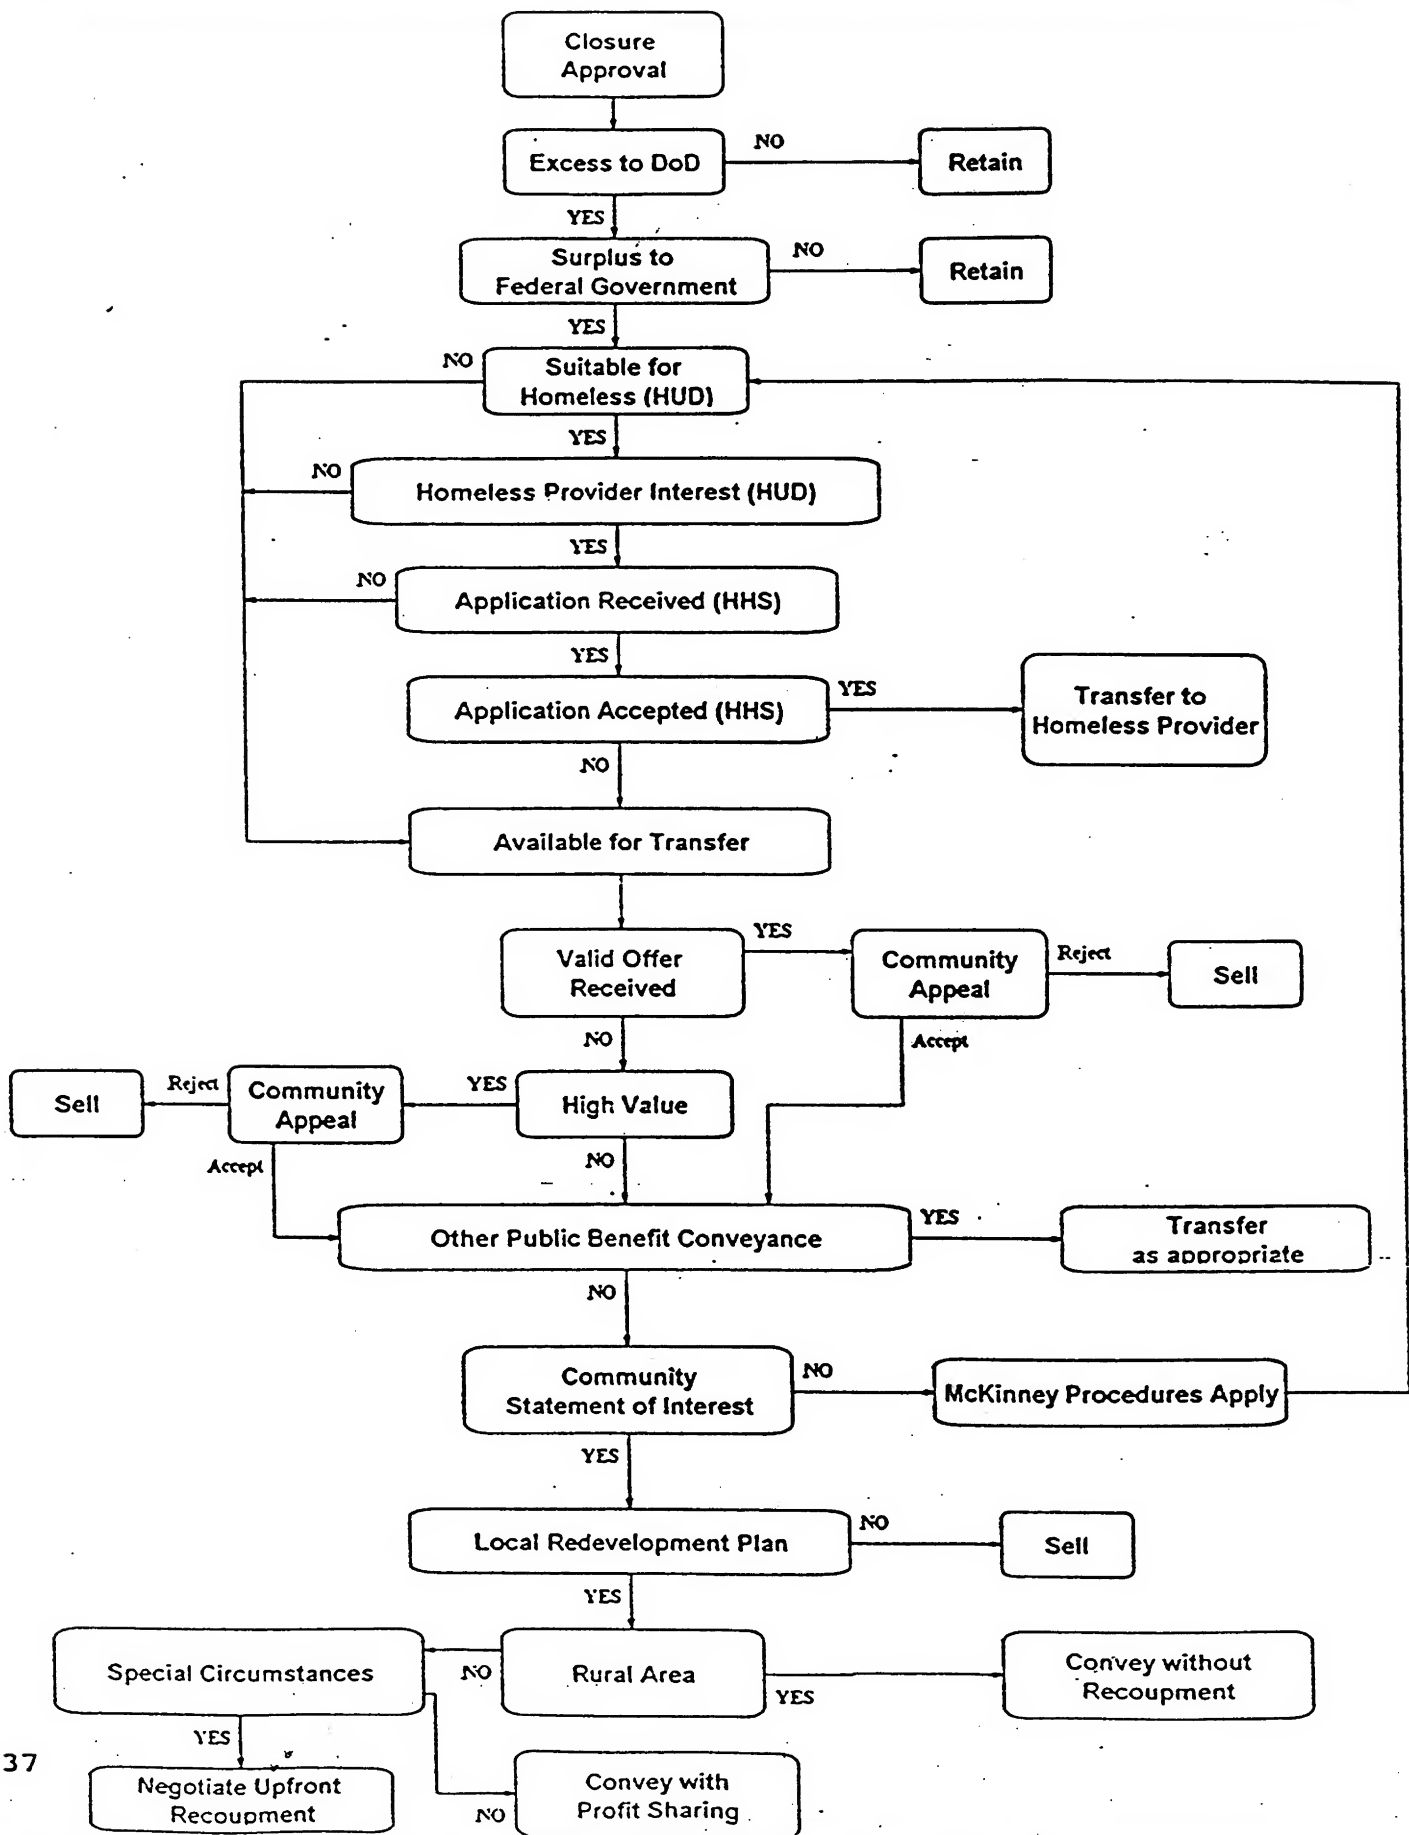 Closure
Approval
Excess to DoD
NO
Retain
YES
Surplus to
Federal Government
NO
Retain
YES
NO
Suitable for
Homeless (HUD)
YES
NO
Homeless Provider Interest (HUD)
YES
NO
Application Received (HHS)
YES
Application Accepted (HHS)
YES
Transfer to
Homeless Provider
NO
Available for Transfer
Valid Offer
Received
YES
Community
Appeal
Reject
Sell
NO
Accept
Sell
Reject
Community
Appeal
YES
High Value
Accept
NO
Other Public Benefit Conveyance
YES
Transfer
as appropriate
NO
Community
Statement of Interest
NO
McKinney Procedures Apply
YES
Local Redevelopment Plan
NO
Sell
YES
Special Circumstances
NO
Rural Area
YES
Convey without
Recoupment
YES
37
Negotiate Upfront
Recoupment
NO
Convey with
Profit Sharing